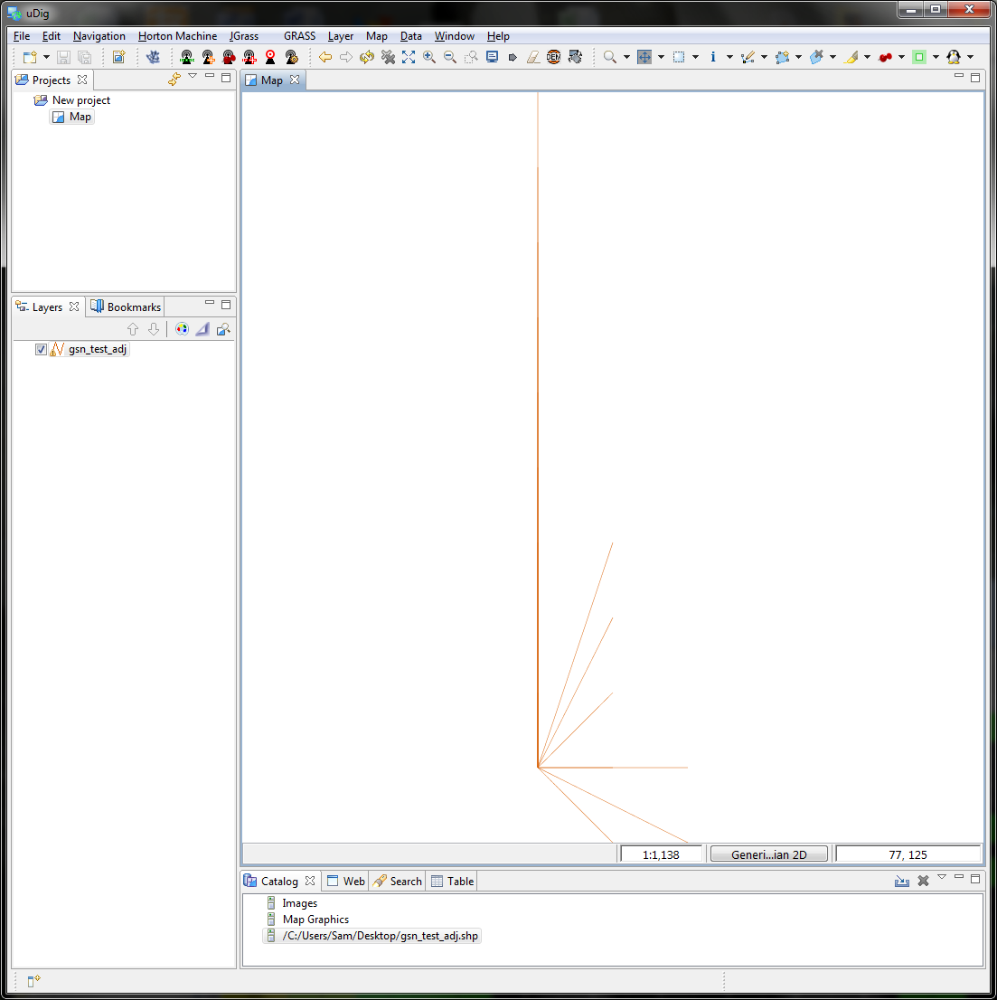 uDig
File Edit Navigation Horton Machine JGrass GRASS Layer Map Data Window Help
DEM
Projects
New project
Map
Map
Layers
Bookmarks
gsn_test_adj
1:1,138
Generi...ian 2D
77, 125
Catalog
Web
Search
Table
Images
Map Graphics
/C:/Users/Sam/Desktop/gsn_test_adj.shp